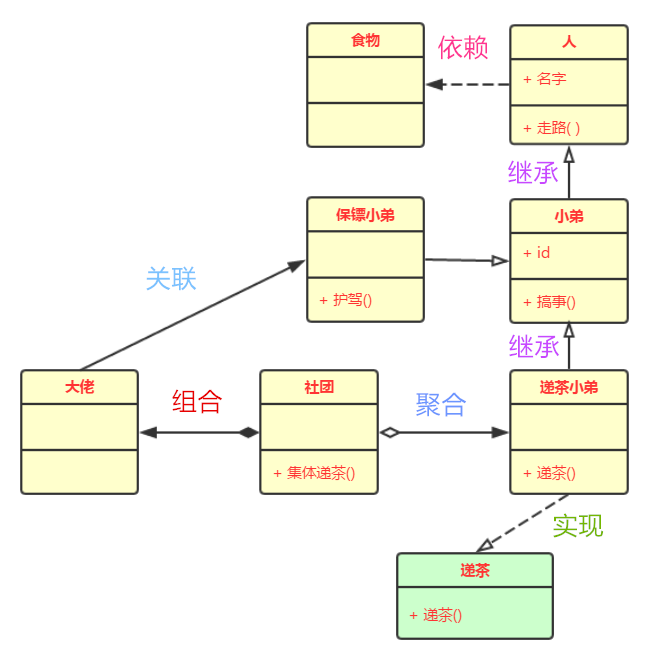 食物
依赖
人
+ 名字
+ 走路( )
继承
保镖小弟
+ 护驾()
小弟
+ id
+ 搞事()
关联
继承
大佬
组合
社团
+ 集体递茶()
聚合
递茶小弟
+ 递茶()
实现
递茶
+ 递茶()